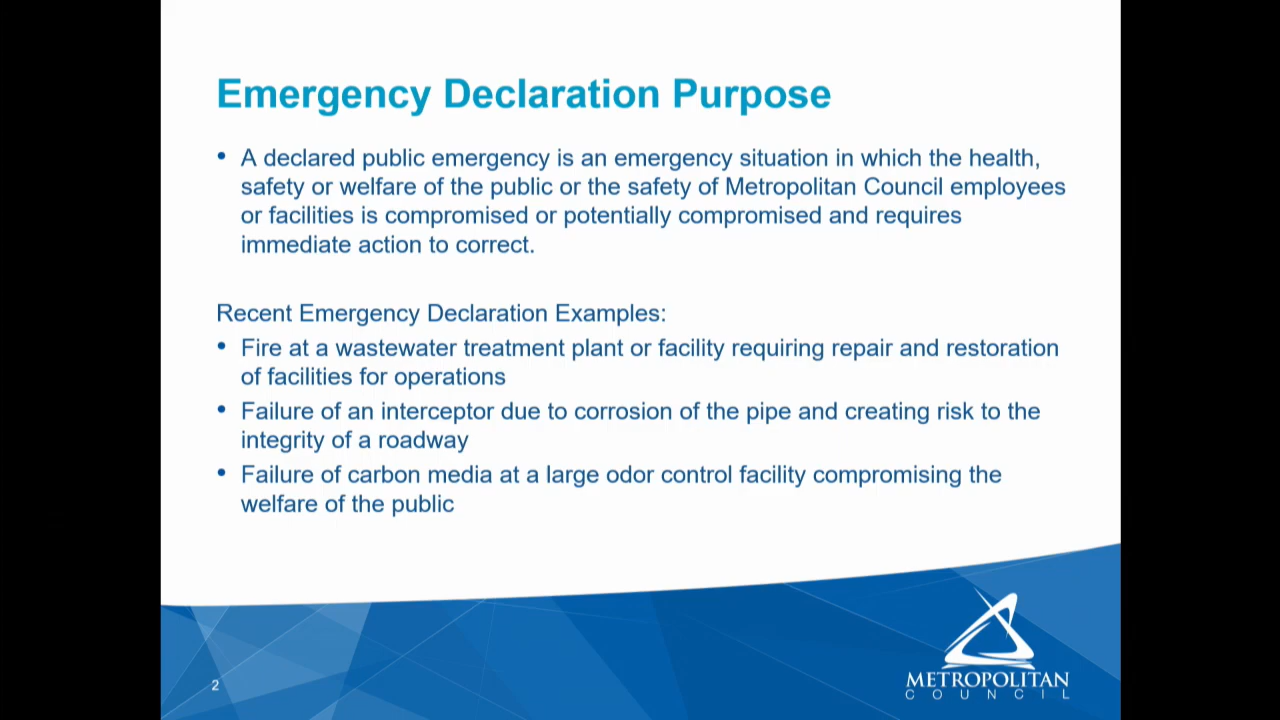 Emergency Declaration Purpose
• A declared public emergency is an emergency situation in which the health,
safety or welfare of the public or the safety of Metropolitan Council employees
or facilities is compromised or potentially compromised and requires
immediate action to correct.
Recent Emergency Declaration Examples:
• Fire at a wastewater treatment plant or facility requiring repair and restoration
of facilities for operations
• Failure of an interceptor due to corrosion of the pipe and creating risk to the
integrity of a roadway
• Failure of carbon media at a large odor control facility compromising the
welfare of the public
2
METROPOLITAN
COUNCIL